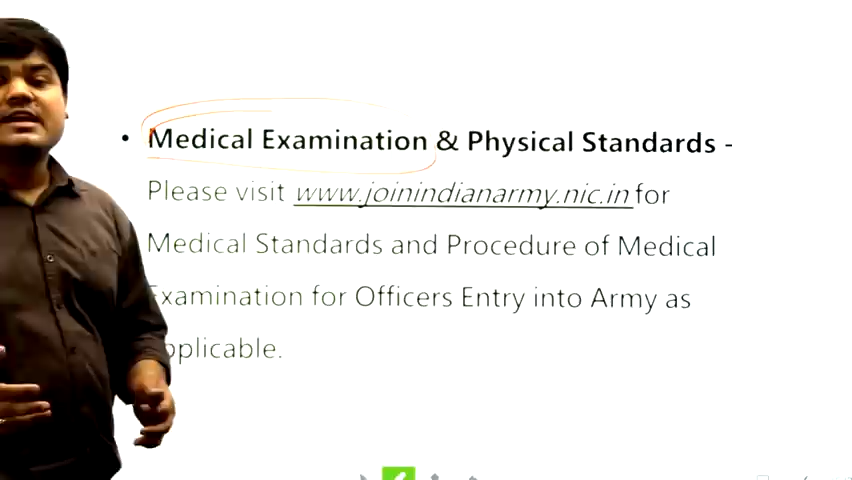 • Medical Examination & Physical Standards -
Please visit www.joinindianarmy.nic.in for
Medical Standards and Procedure of Medical
Examination for Officers Entry into Army as
applicable.